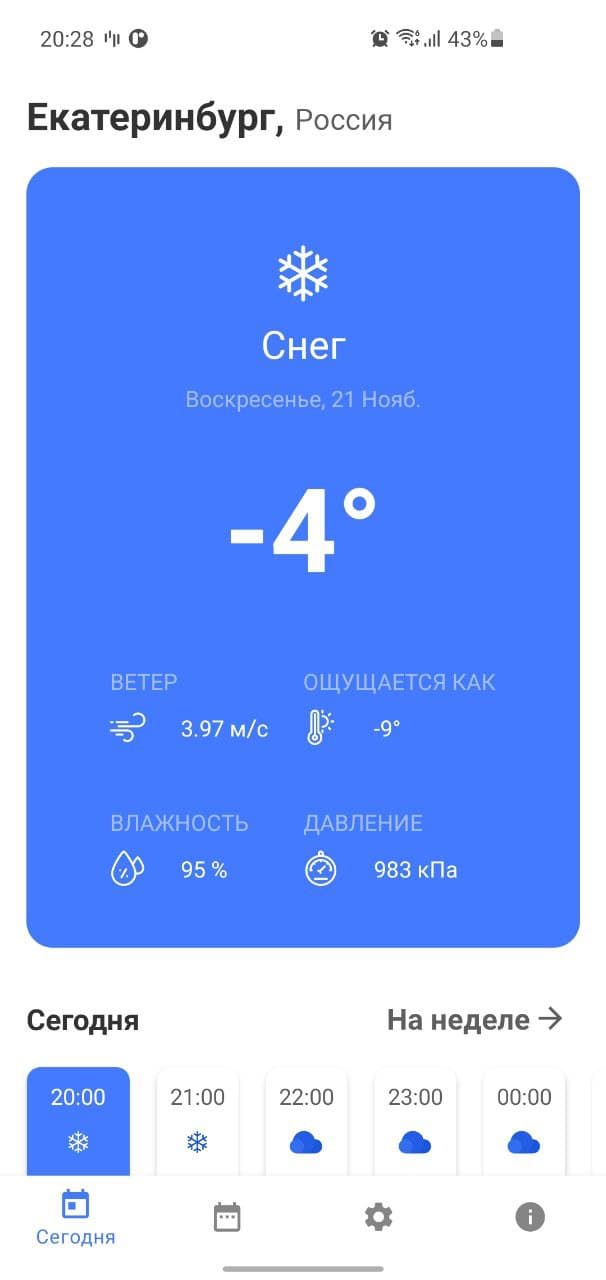 20:28 43%
Екатеринбург, Россия
Снег
Воскресенье, 21 Нояб.
-4°
ВЕТЕР ОЩУЩАЕТСЯ КАК
3.97 м/с -9°
ВЛАЖНОСТЬ ДАВЛЕНИЕ
95 % 983 кПа
Сегодня На неделе →
20:00 21:00 22:00 23:00 00:00
Сегодня